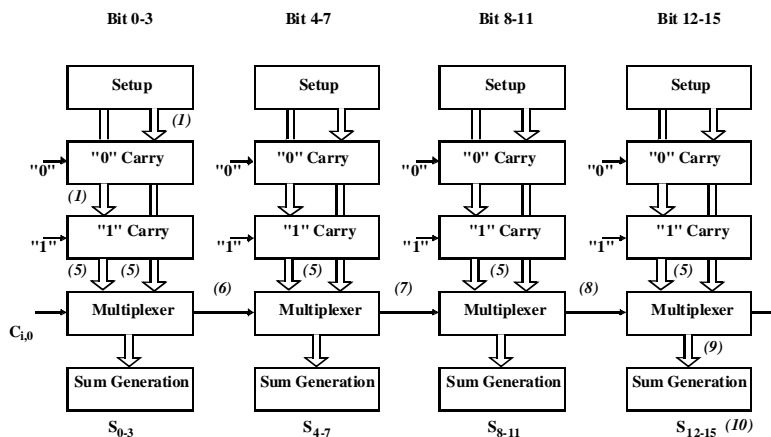 Bit 0-3 Bit 4-7 Bit 8-11 Bit 12-15
Setup Setup Setup Setup
(1)
"0" Carry "0" Carry "0" Carry "0" Carry
"0" "0" "0" "0"
(1)
"1" Carry "1" Carry "1" Carry "1" Carry
"1" "1" "1" "1"
(5) (5) (5) (5) (5)
(6) (7) (8)
Multiplexer Multiplexer Multiplexer Multiplexer
Ci,0
(9)
Sum Generation Sum Generation Sum Generation Sum Generation
S0-3 S4-7 S8-11 S12-15 (10)